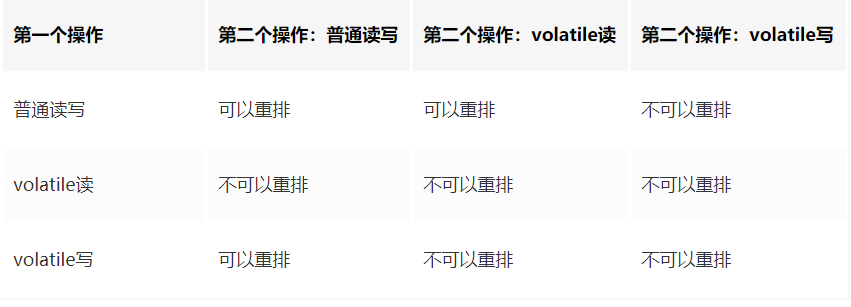 第一个操作 第二个操作：普通读写 第二个操作：volatile读 第二个操作：volatile写
普通读写 可以重排 可以重排 不可以重排
volatile读 不可以重排 不可以重排 不可以重排
volatile写 可以重排 不可以重排 不可以重排